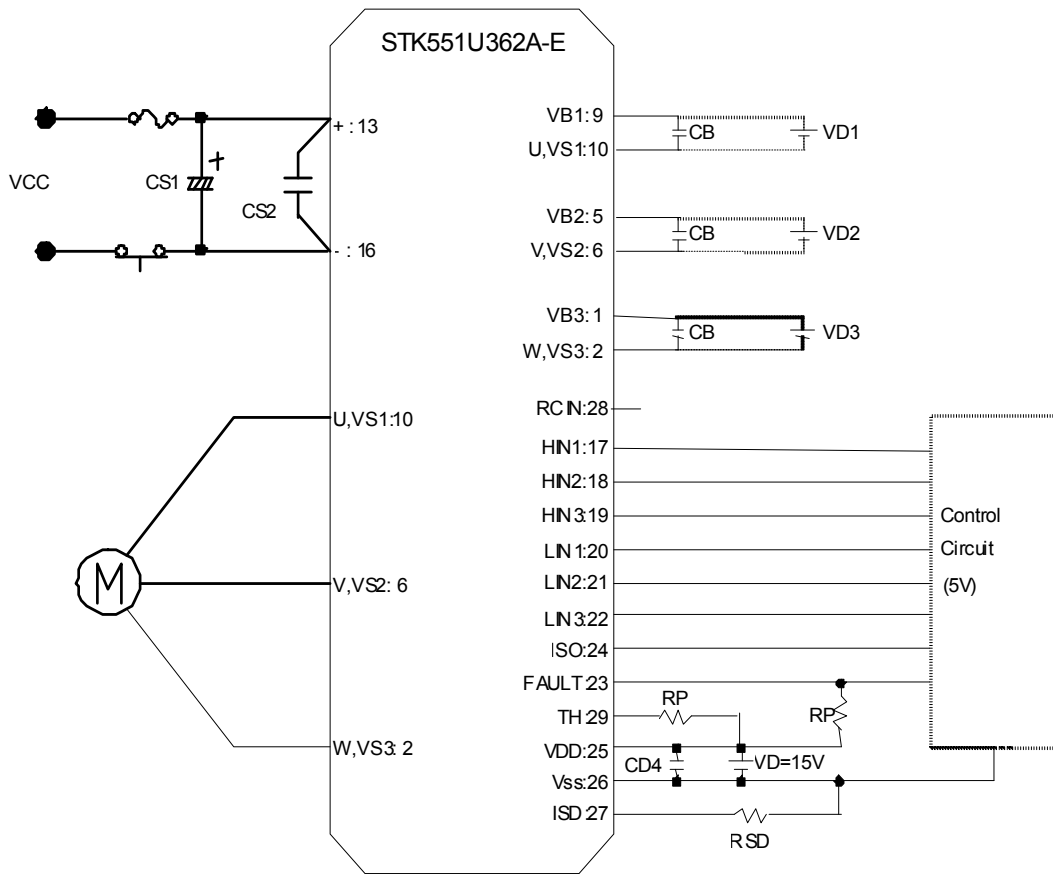 STK551U362A-E
VCC
CS1
+
CS2
+ : 13
- : 16
U,VS1:10
V,VS2: 6
W,VS3: 2
M
VB1: 9
U,VS1:10
CB
VD1
VB2: 5
V,VS2: 6
CB
VD2
VB3: 1
W,VS3: 2
CB
VD3
RCIN:28
HIN1:17
HIN2:18
HIN3:19
LIN1:20
LIN2:21
LIN3:22
ISO:24
FAULT:23
TH:29
VDD:25
Vss:26
ISD:27
RP
RP
CD4
VD=15V
RSD
Control
Circuit
(5V)